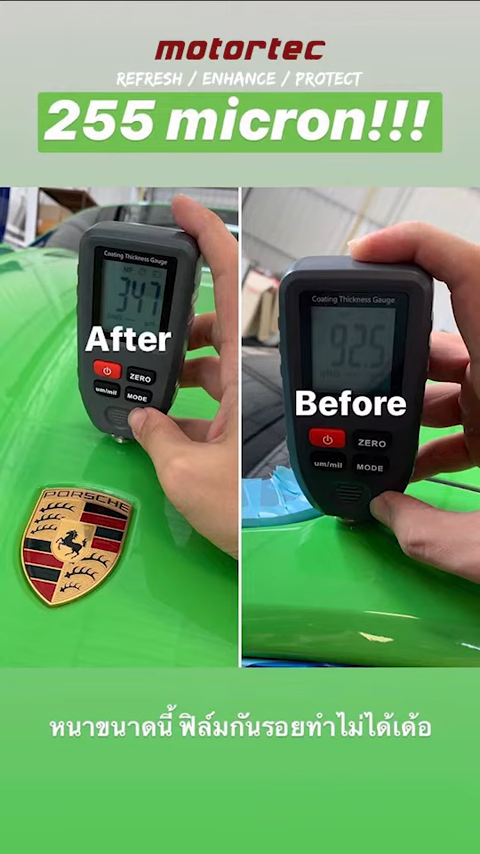 motortec
REFRESH / ENHANCE / PROTECT
255 micron!!!
Coating Thickness Gauge
347
After
ZERO
um/mil
MODE
PORSCHE
Coating Thickness Gauge
92.5
Before
ZERO
um/mil
MODE
หนาขนาดนี้ ฟิล์มกันรอยทำไม่ได้เด้อ